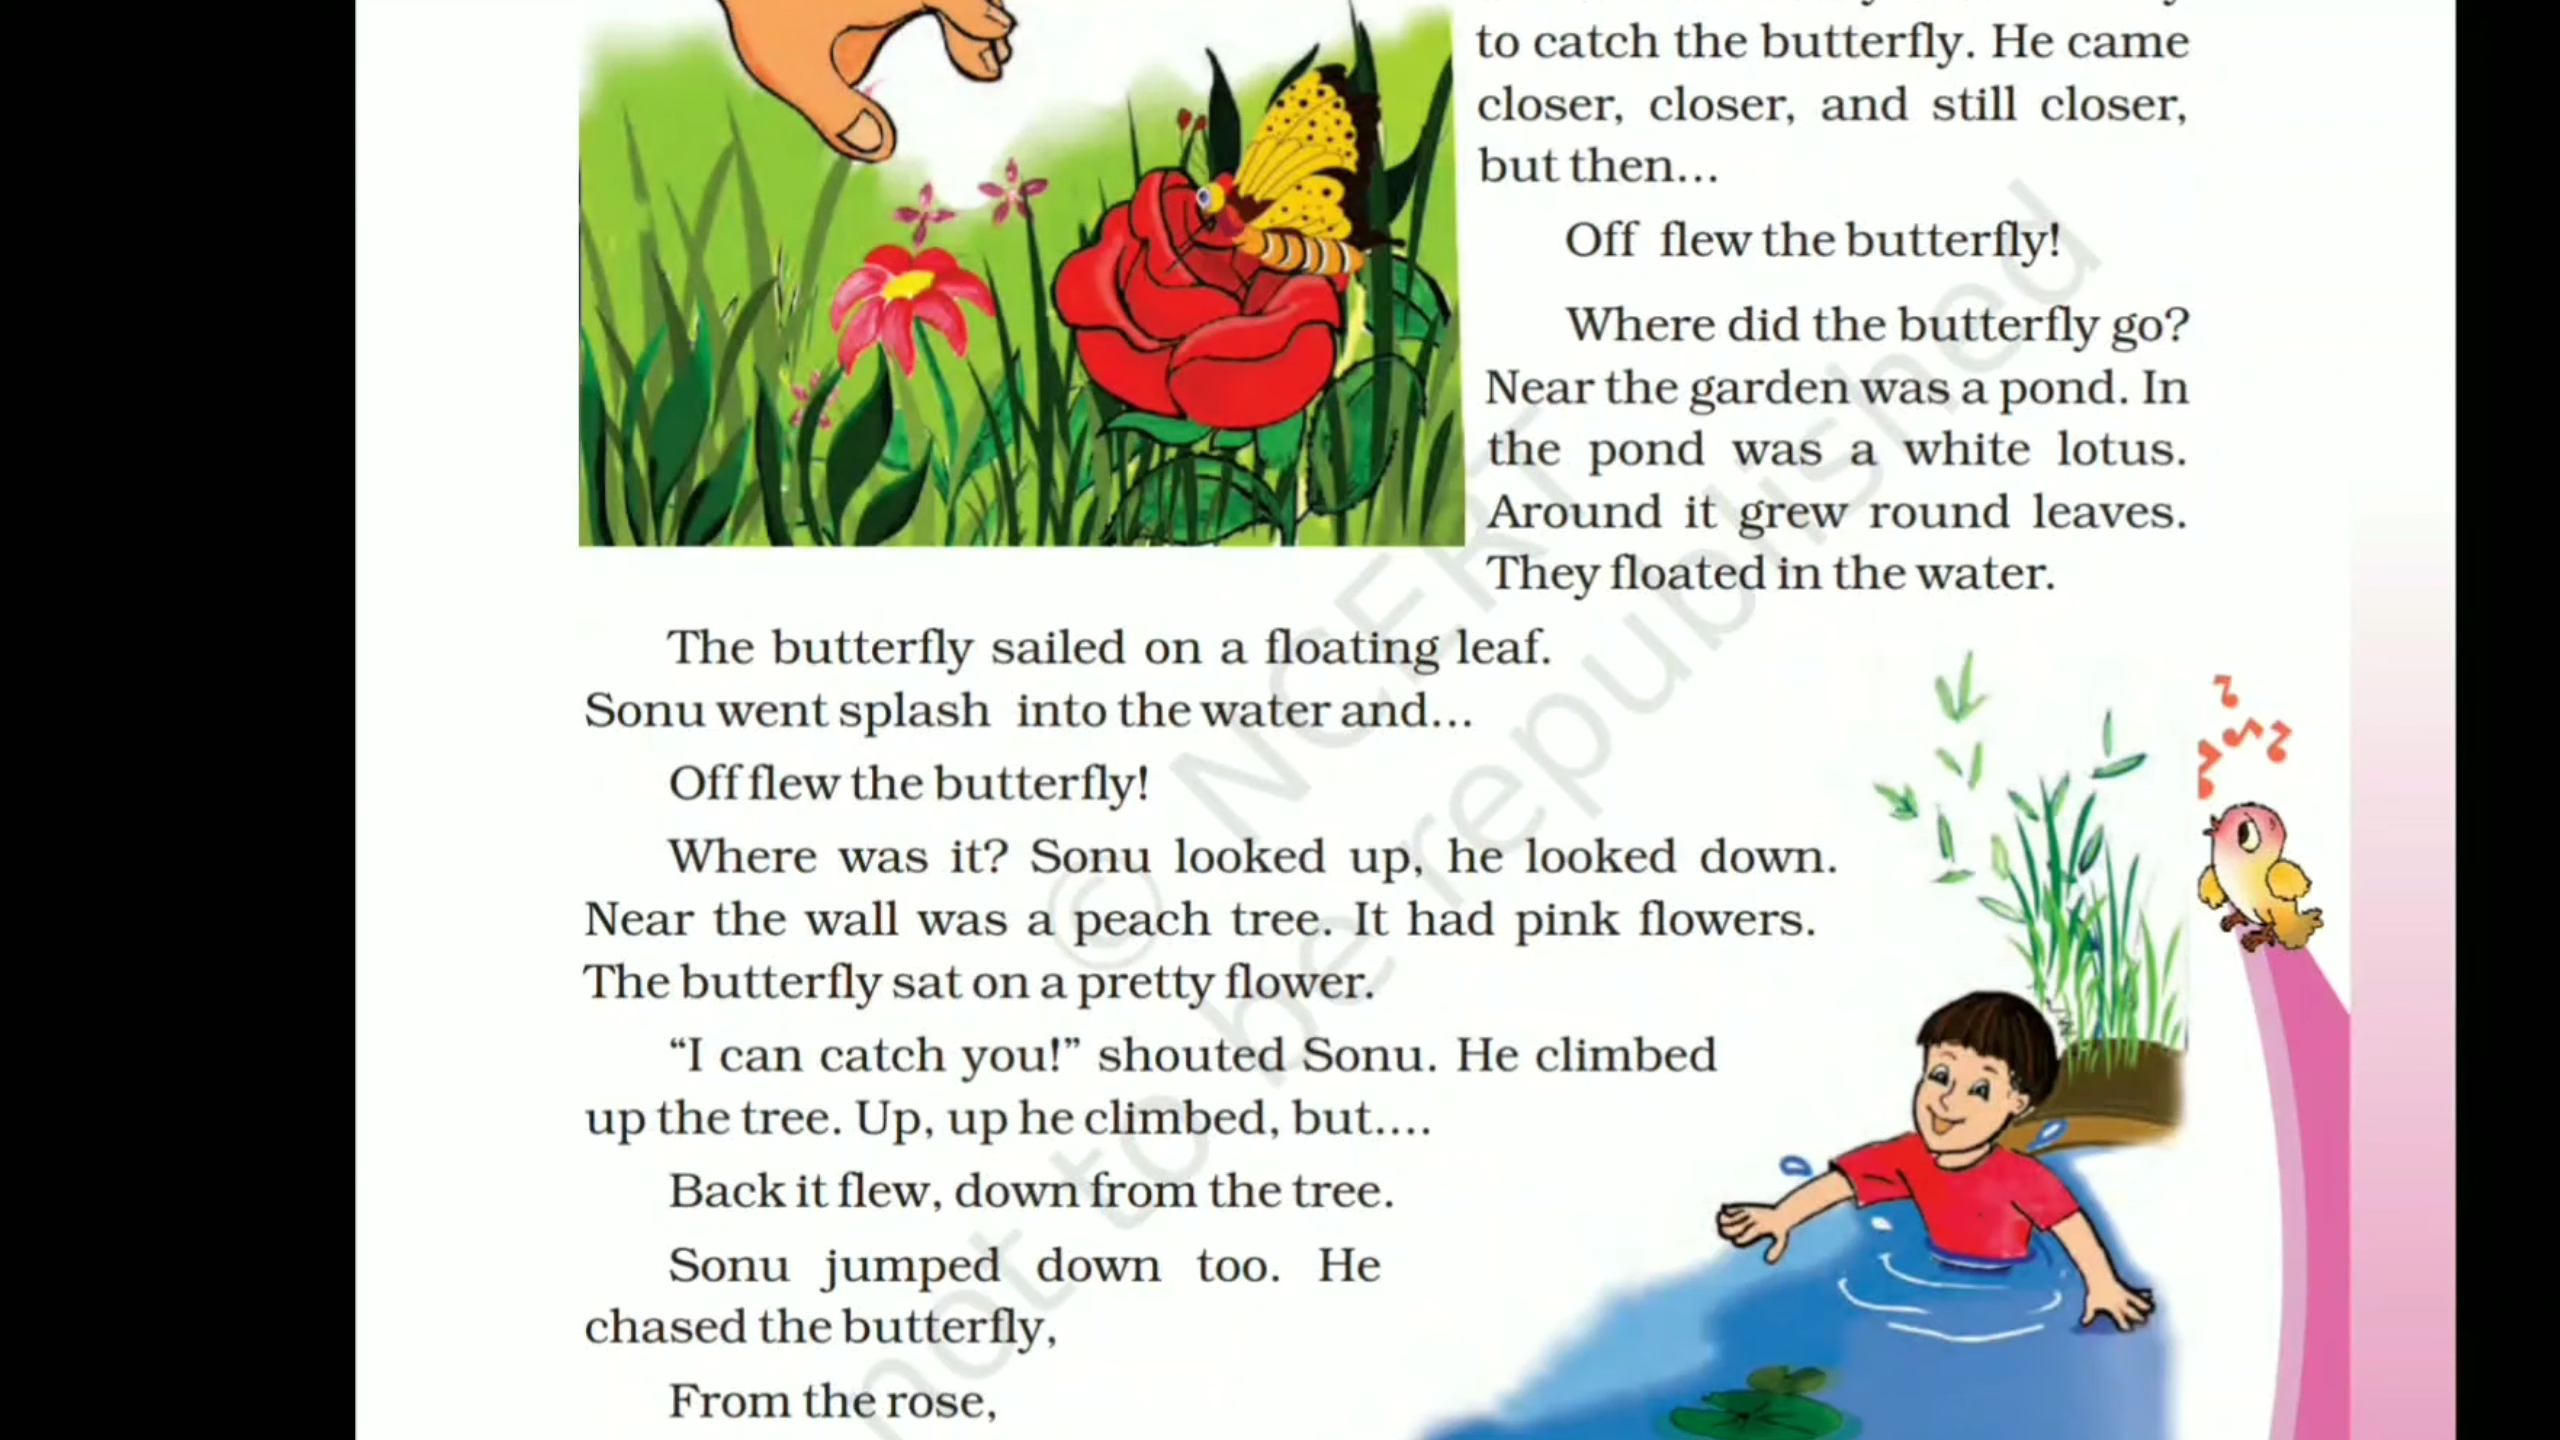 to catch the butterfly. He came
closer, closer, and still closer,
but then...
Off flew the butterfly!
Where did the butterfly go?
Near the garden was a pond. In
the pond was a white lotus.
Around it grew round leaves.
They floated in the water.
The butterfly sailed on a floating leaf.
Sonu went splash into the water and...
Off flew the butterfly!
Where was it? Sonu looked up, he looked down.
Near the wall was a peach tree. It had pink flowers.
The butterfly sat on a pretty flower.
“I can catch you!” shouted Sonu. He climbed
up the tree. Up, up he climbed, but....
Back it flew, down from the tree.
Sonu jumped down too. He
chased the butterfly,
From the rose,
© NCERT
not to be republished